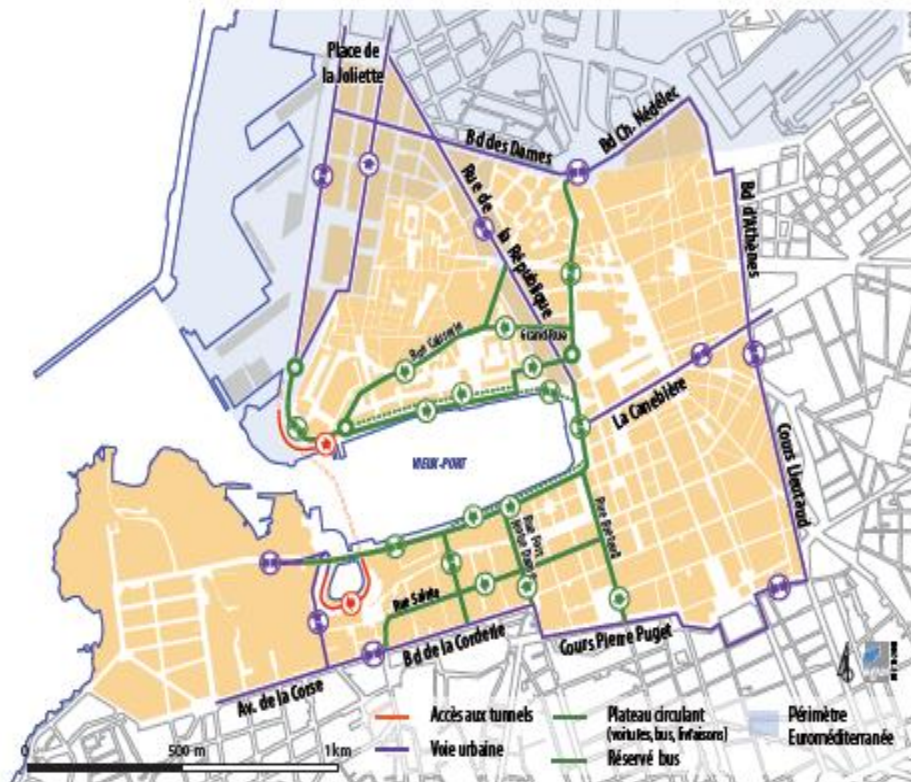 Place de
la Joliette
Bd des Dames
Bd Ch. Nédélec
Rue de
la République
Bd d'Athènes
Rue Caisserie
Grand Rue
La Canebière
VIEUX-PORT
Cours Lieutaud
Rue Fort
Rue Sainte
Bd de la Corderie
Cours Pierre Puget
Av. de la Corse
Accès aux tunnels
Voie urbaine
Plateau circulant
(voitures, bus, livraisons)
Réservé bus
Périmètre
Euroméditerranée
0
500 m
1km